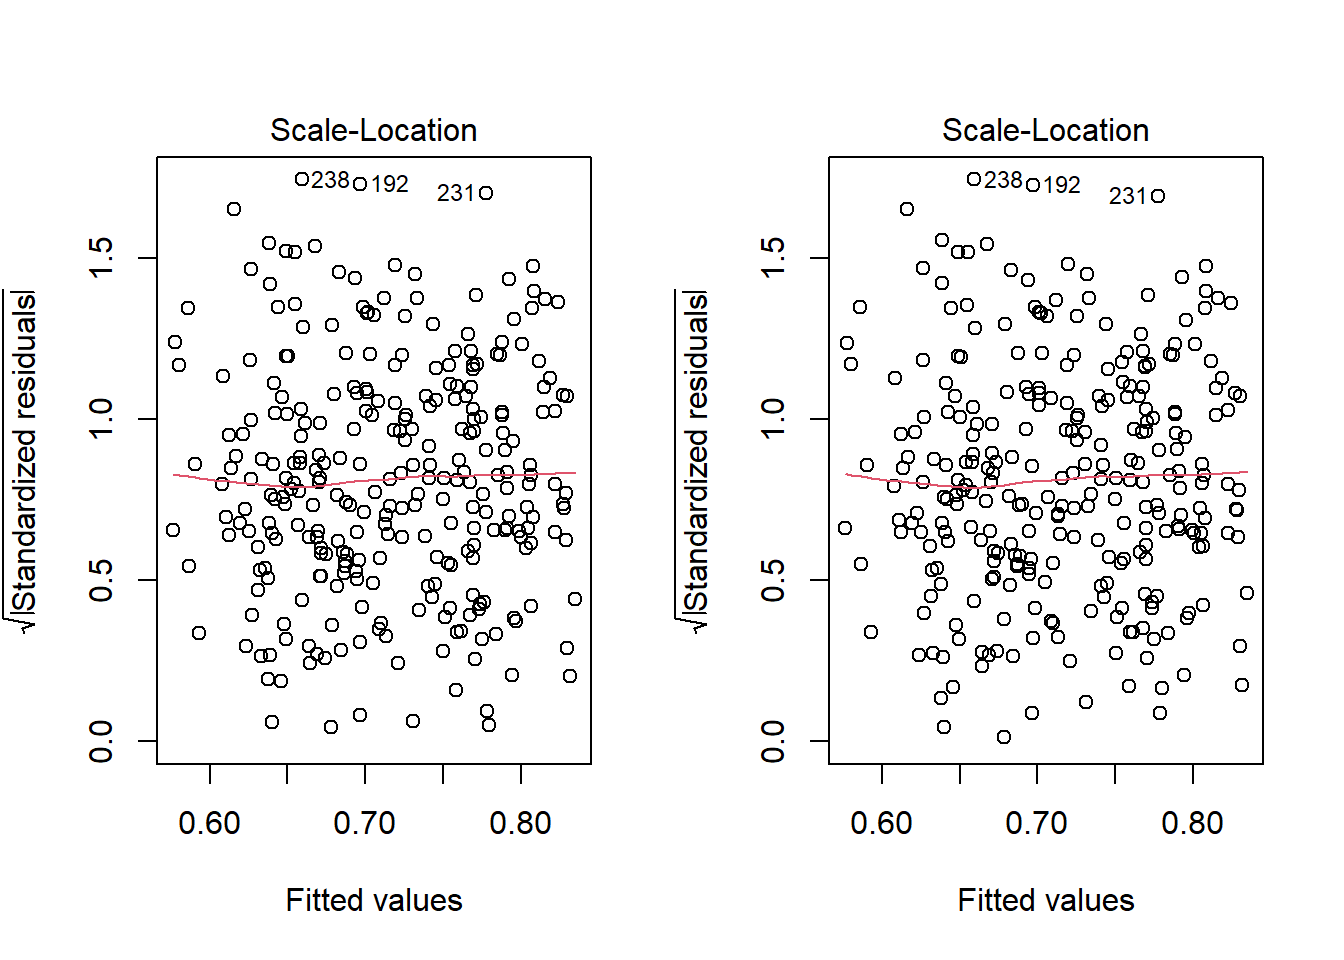 Scale-Location
√|Standardized residuals|
0.0 0.5 1.0 1.5
238 192 231
0.60 0.70 0.80
Fitted values
Scale-Location
√|Standardized residuals|
0.0 0.5 1.0 1.5
238 192 231
0.60 0.70 0.80
Fitted values